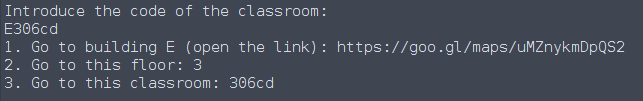 Introduce the code of the classroom:
E306cd
1. Go to building E (open the link): https://goo.gl/maps/uMZnykmDpQS2
2. Go to this floor: 3
3. Go to this classroom: 306cd